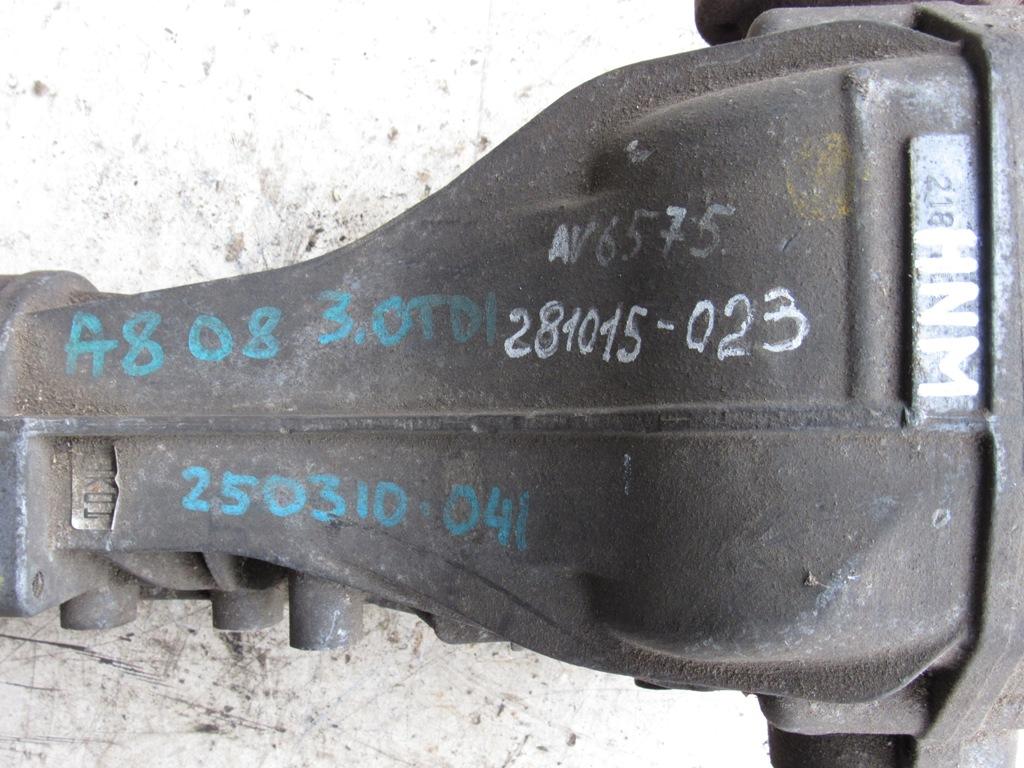 AV6575
A8 08 3.0TDI 281015-023
250310-041
218
HNM